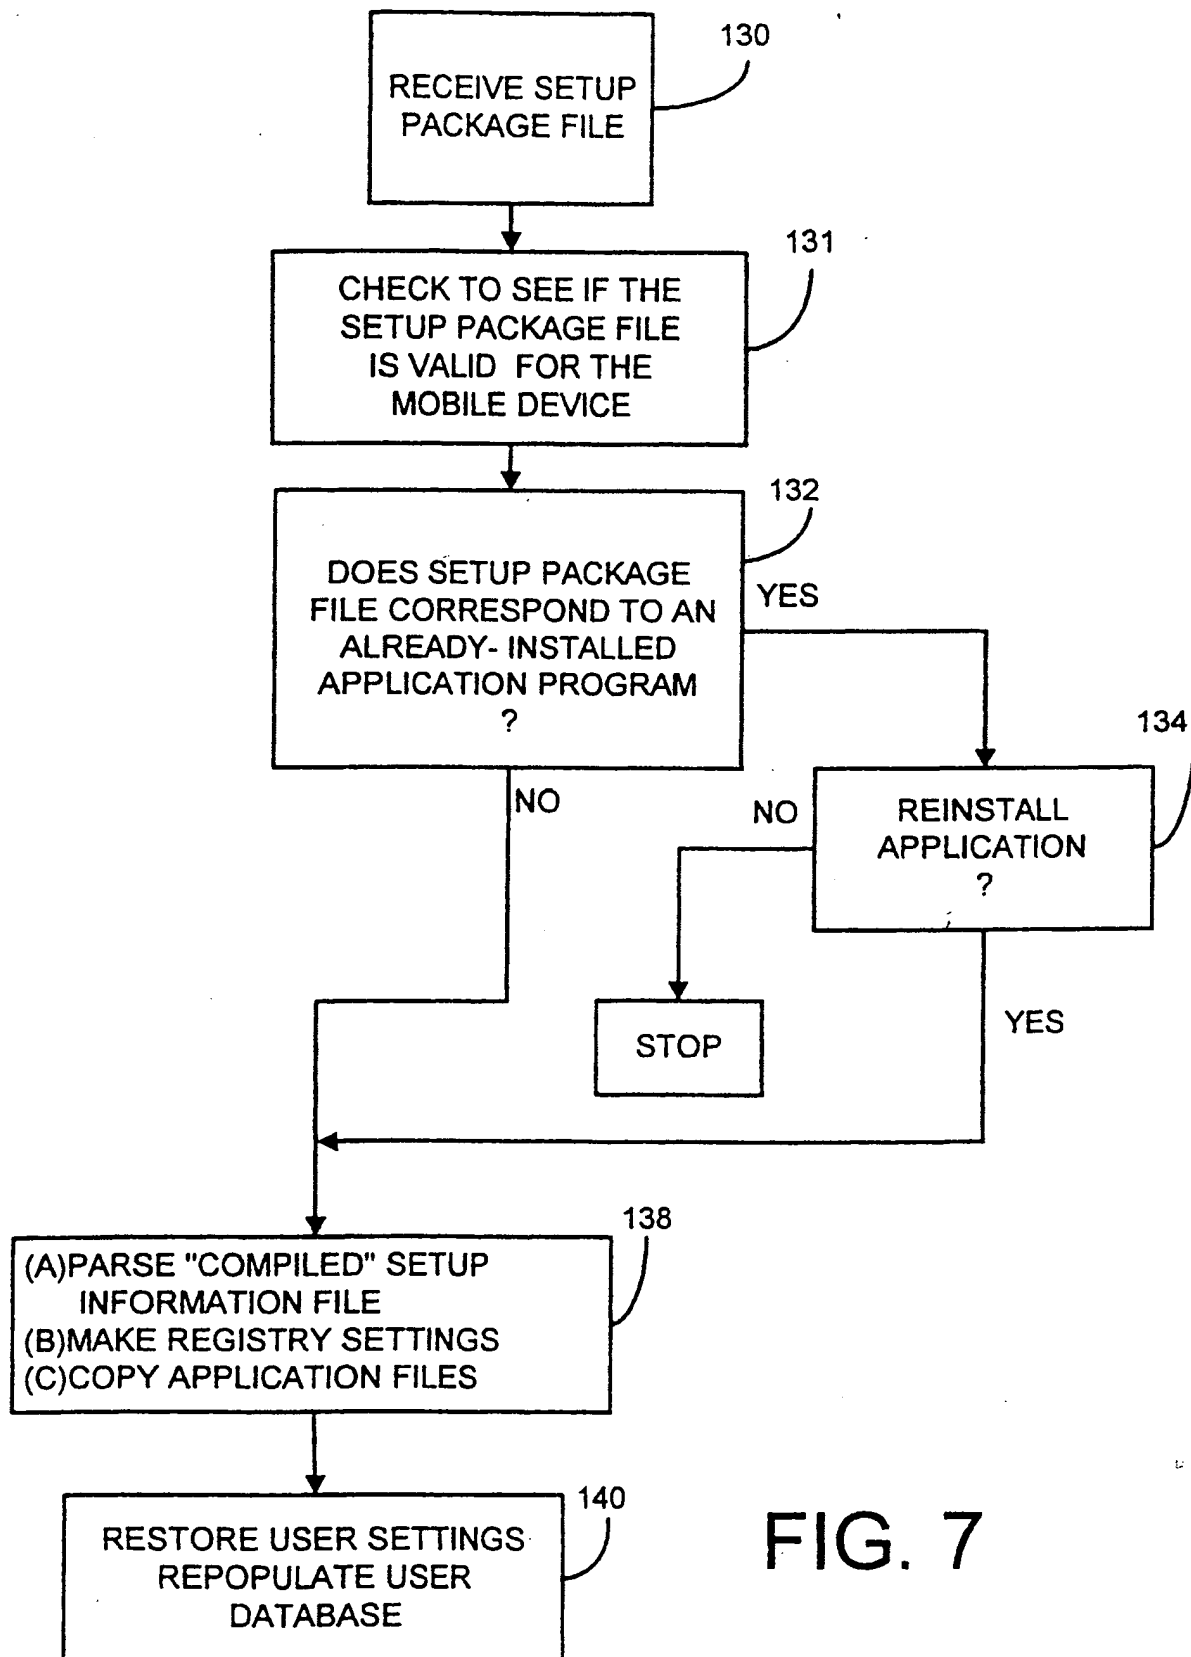 130
RECEIVE SETUP
PACKAGE FILE
131
CHECK TO SEE IF THE
SETUP PACKAGE FILE
IS VALID FOR THE
MOBILE DEVICE
132
DOES SETUP PACKAGE
FILE CORRESPOND TO AN
ALREADY- INSTALLED
APPLICATION PROGRAM
?
YES
134
NO
NO
REINSTALL
APPLICATION
?
STOP
YES
138
(A)PARSE "COMPILED" SETUP
INFORMATION FILE
(B)MAKE REGISTRY SETTINGS
(C)COPY APPLICATION FILES
140
RESTORE USER SETTINGS
REPOPULATE USER
DATABASE
FIG. 7